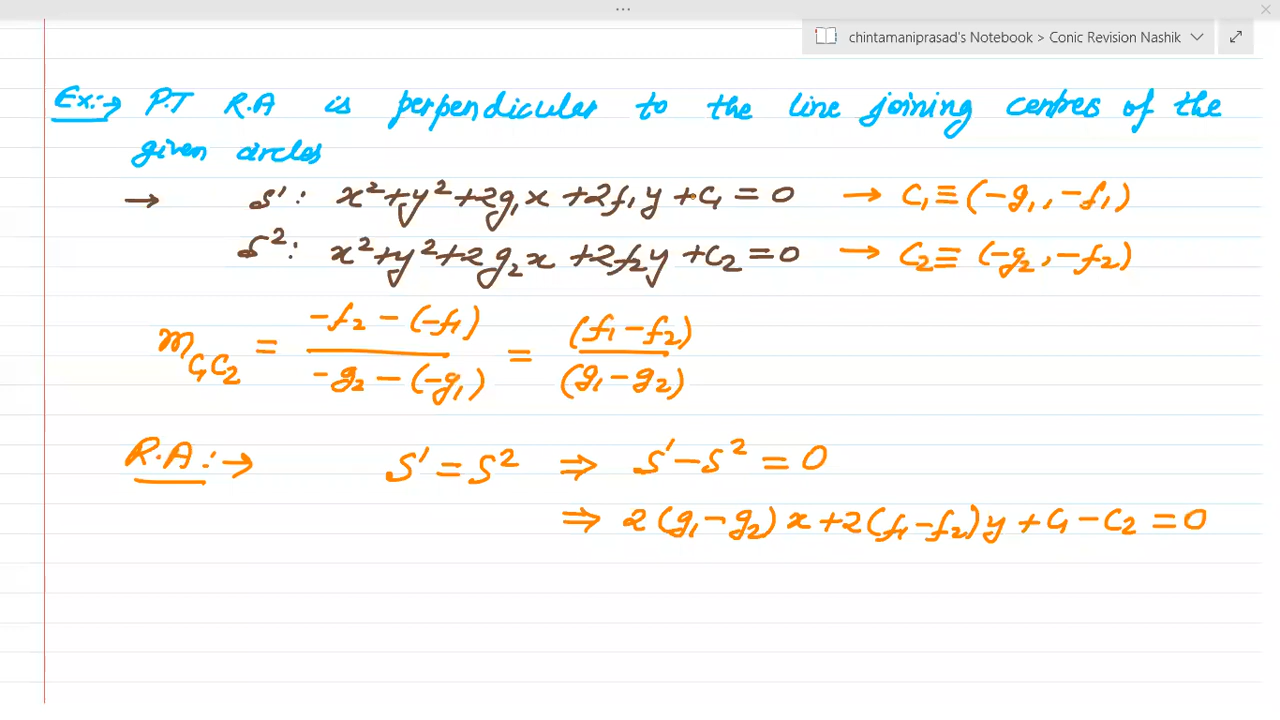 chintamaniprasad's Notebook > Conic Revision Nashik
Ex:→ P.T R.A is perpendicular to the line joining centres of the
given circles
→ S¹: x²+y²+2g₁x+2f₁y+c₁=0 → C₁≡(-g₁,-f₁)
S²: x²+y²+2g₂x+2f₂y+c₂=0 → C₂≡(-g₂,-f₂)
m_C₁C₂ = (-f₂-(-f₁))/(-g₂-(-g₁)) = (f₁-f₂)/(g₁-g₂)
R.A:→ S¹=S² ⇒ S¹-S²=0
⇒ 2(g₁-g₂)x+2(f₁-f₂)y+c₁-c₂=0